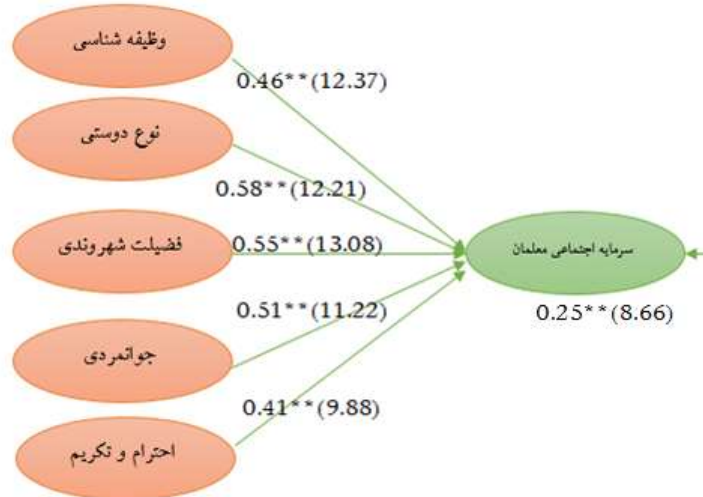 وظیفه شناسی
0.46**(12.37)
نوع دوستی
0.58**(12.21)
فضیلت شهروندی
0.55**(13.08)
سرمایه اجتماعی معلمان
0.25**(8.66)
0.51**(11.22)
جوانمردی
0.41**(9.88)
احترام و تکریم